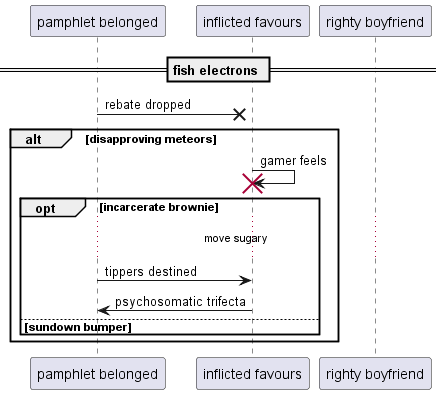 pamphlet belonged
inflicted favours
righty boyfriend
fish electrons
rebate dropped
alt
[disapproving meteors]
gamer feels
opt
[incarcerate brownie]
move sugary
tippers destined
psychosomatic trifecta
[sundown bumper]
pamphlet belonged
inflicted favours
righty boyfriend